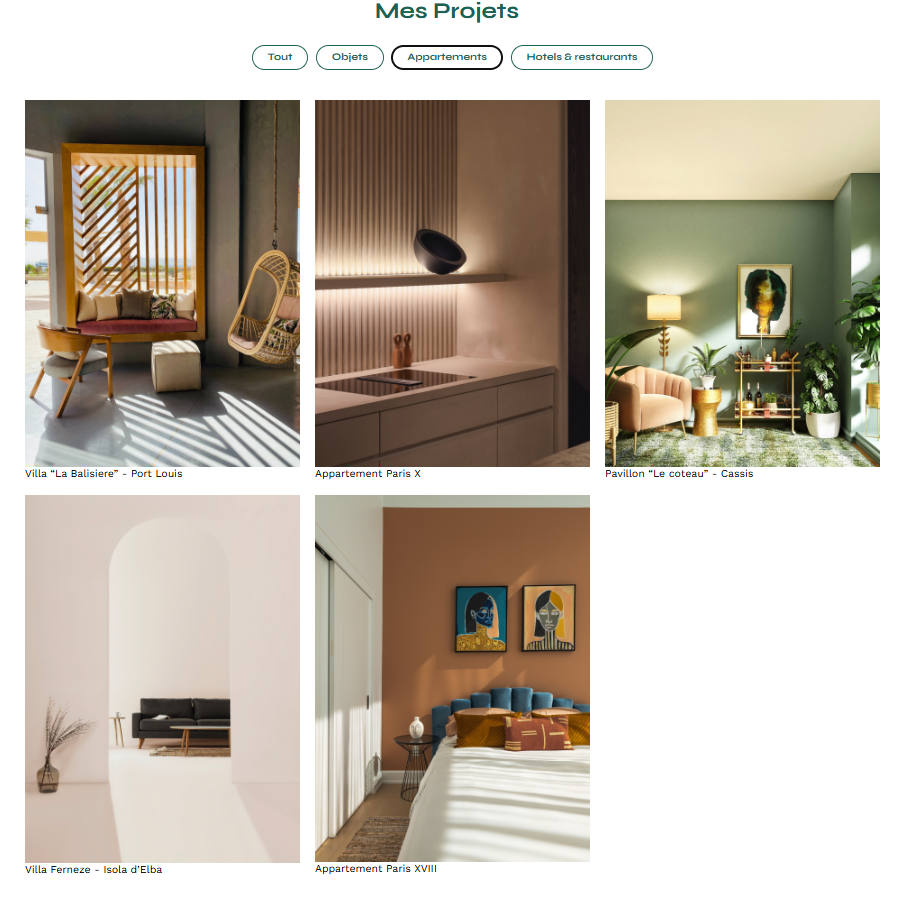 Mes Projets
Tout
Objets
Appartements
Hotels & restaurants
Villa “La Balisiere” - Port Louis
Appartement Paris X
Pavillon “Le coteau” - Cassis
Villa Ferneze - Isola d’Elba
Appartement Paris XVIII